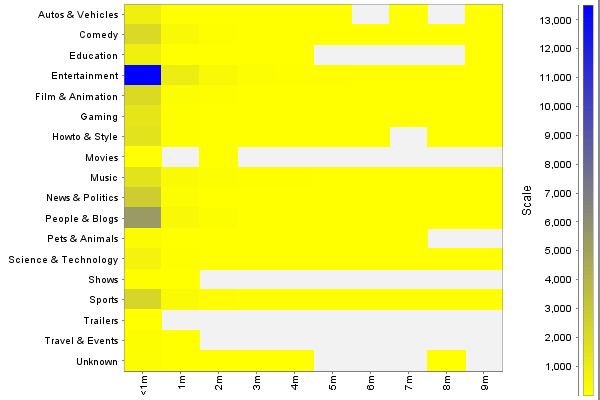 Autos & Vehicles
Comedy
Education
Entertainment
Film & Animation
Gaming
Howto & Style
Movies
Music
News & Politics
People & Blogs
Pets & Animals
Science & Technology
Shows
Sports
Trailers
Travel & Events
Unknown
<1m 1m 2m 3m 4m 5m 6m 7m 8m 9m
Scale
13,000
12,000
11,000
10,000
9,000
8,000
7,000
6,000
5,000
4,000
3,000
2,000
1,000